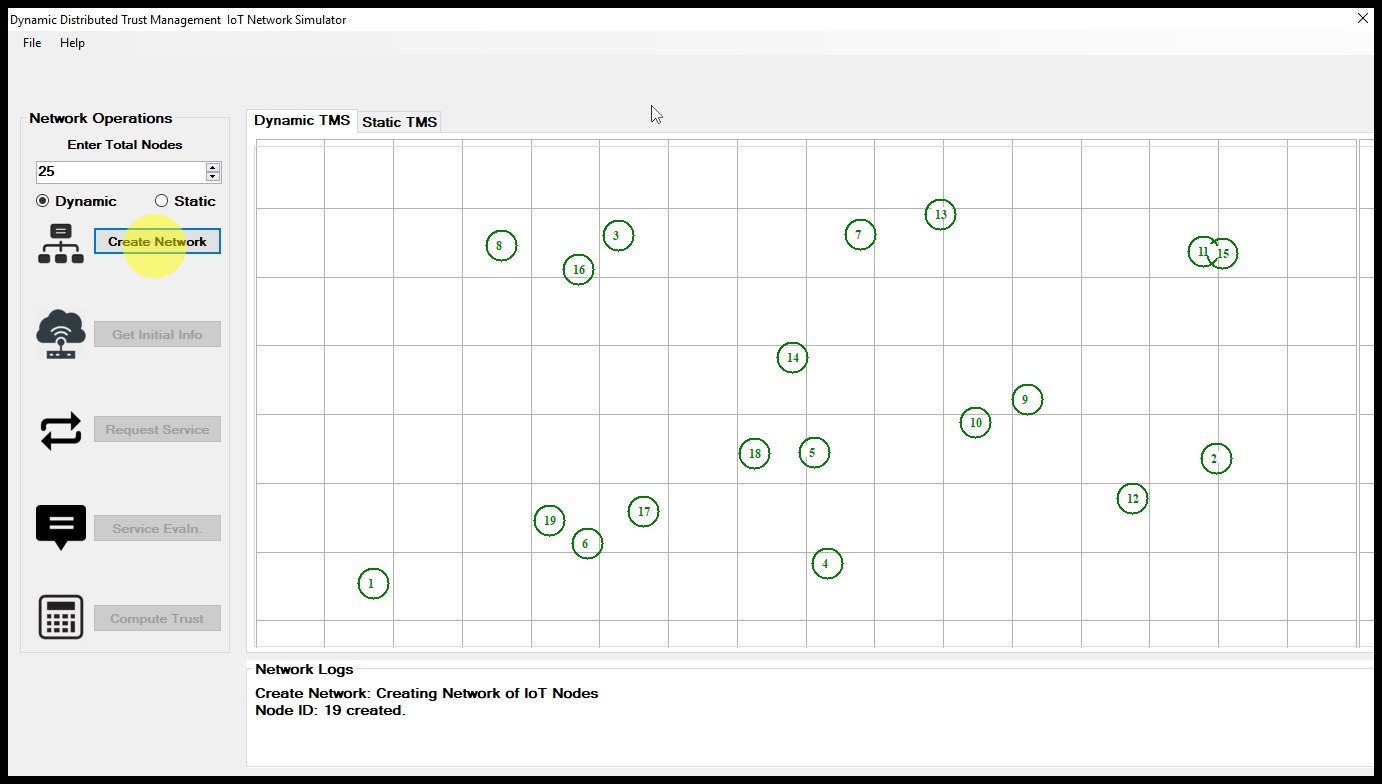 Dynamic Distributed Trust Management IoT Network Simulator
File Help
Network Operations
Enter Total Nodes
25
Dynamic Static
Create Network
Get Initial Info
Request Service
Service Evaln.
Compute Trust
Dynamic TMS Static TMS
13
8 3 7
16 11 15
14
9
10
18 5 2
12
19 17
6
4
1
Network Logs
Create Network: Creating Network of IoT Nodes
Node ID: 19 created.